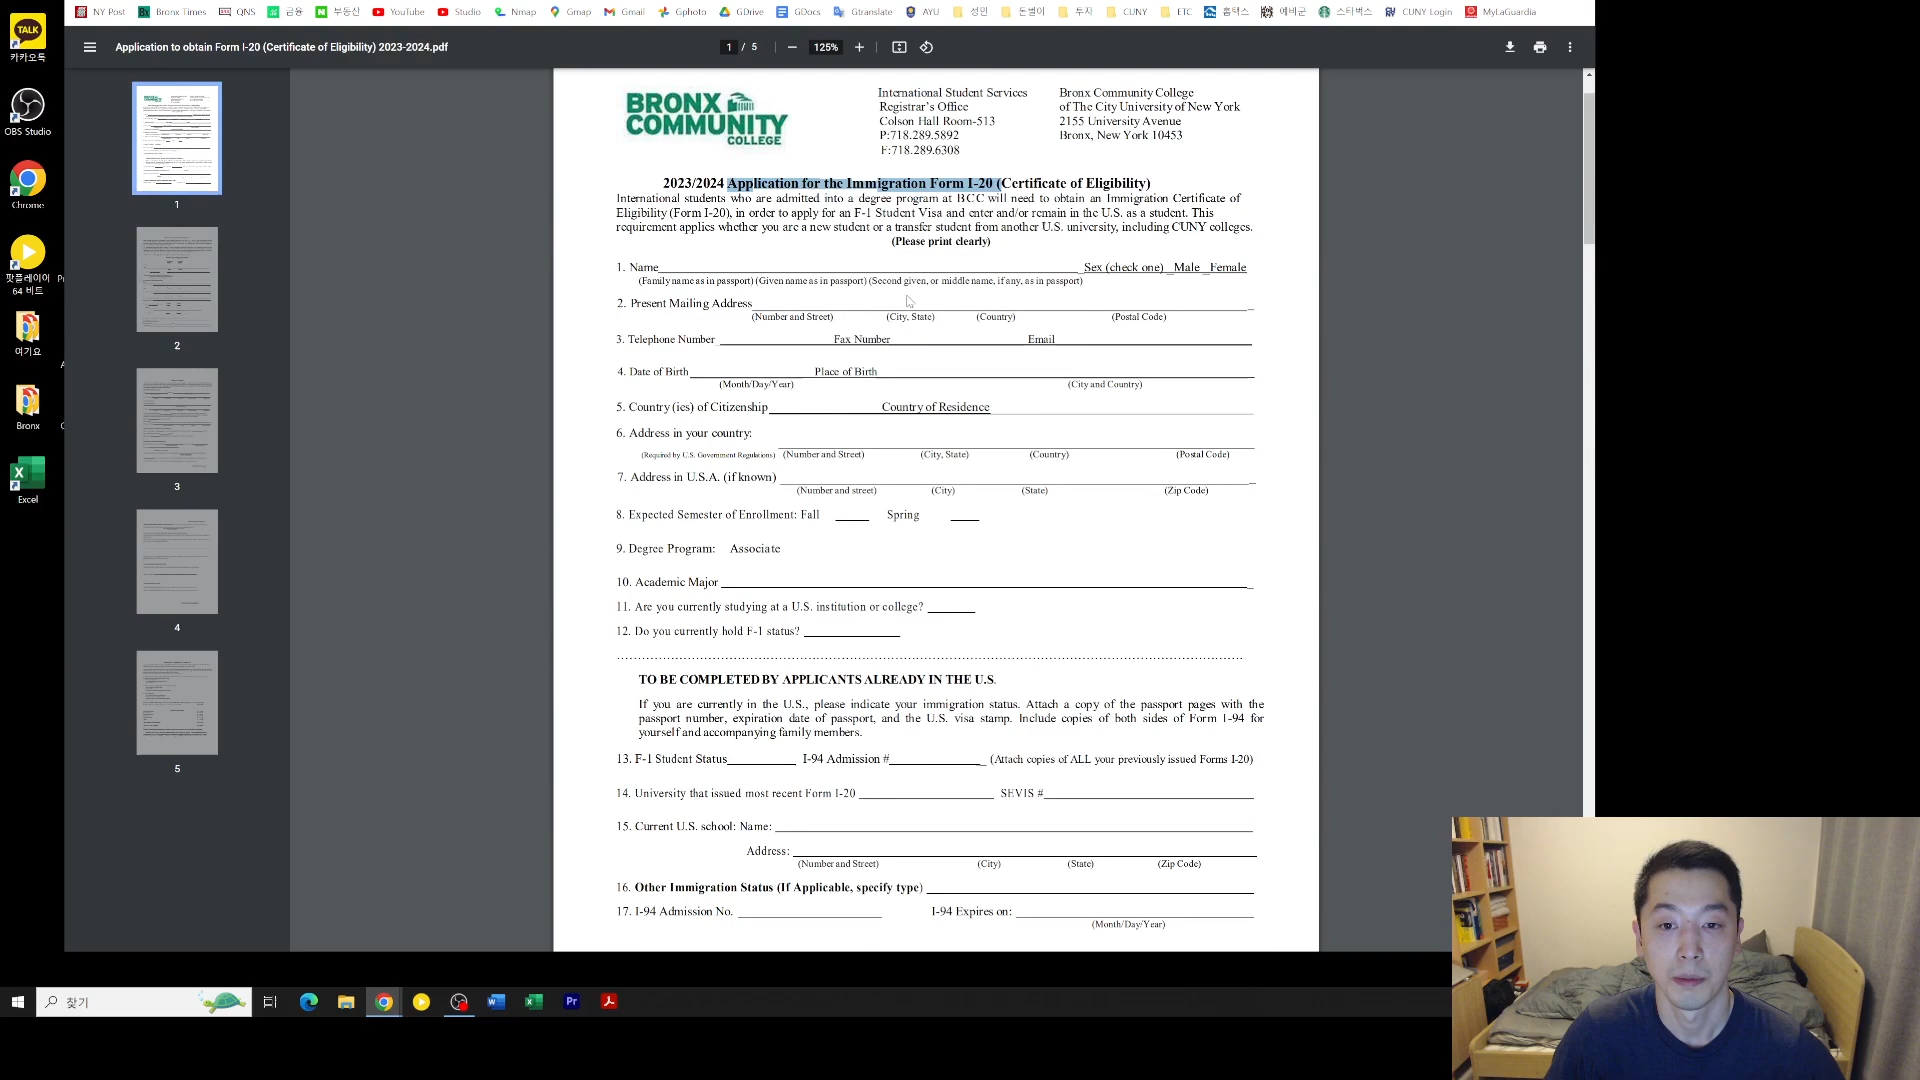 NY Post Bronx Times QNS 금융 부동산 YouTube Studio Nmap Gmap Gmail Gphoto GDrive GDocs Gtranslate AYU 성민 돈벌이 투자 CUNY ETC 홈택스 예비군 스타벅스 CUNY Login MyLaGuardia
Application to obtain Form I-20 (Certificate of Eligibility) 2023-2024.pdf
1 / 5
125%
TALK
카카오톡
OBS Studio
Chrome
팟플레이어
64 비트
여기요
Bronx
Excel
1
2
3
4
5
BRONX
COMMUNITY
COLLEGE
International Student Services
Registrar's Office
Colson Hall Room-513
P:718.289.5892
F:718.289.6308
Bronx Community College
of The City University of New York
2155 University Avenue
Bronx, New York 10453
2023/2024 Application for the Immigration Form I-20 (Certificate of Eligibility)
International students who are admitted into a degree program at BCC will need to obtain an Immigration Certificate of
Eligibility (Form I-20), in order to apply for an F-1 Student Visa and enter and/or remain in the U.S. as a student. This
requirement applies whether you are a new student or a transfer student from another U.S. university, including CUNY colleges.
(Please print clearly)
1. Name Sex (check one) _Male _Female
(Family name as in passport) (Given name as in passport) (Second given, or middle name, if any, as in passport)
2. Present Mailing Address
(Number and Street) (City, State) (Country) (Postal Code)
3. Telephone Number Fax Number Email
4. Date of Birth Place of Birth
(Month/Day/Year) (City and Country)
5. Country (ies) of Citizenship Country of Residence
6. Address in your country:
(Required by U.S. Government Regulations) (Number and Street) (City, State) (Country) (Postal Code)
7. Address in U.S.A. (if known)
(Number and street) (City) (State) (Zip Code)
8. Expected Semester of Enrollment: Fall Spring
9. Degree Program: Associate
10. Academic Major
11. Are you currently studying at a U.S. institution or college?
12. Do you currently hold F-1 status?
TO BE COMPLETED BY APPLICANTS ALREADY IN THE U.S.
If you are currently in the U.S., please indicate your immigration status. Attach a copy of the passport pages with the
passport number, expiration date of passport, and the U.S. visa stamp. Include copies of both sides of Form I-94 for
yourself and accompanying family members.
13. F-1 Student Status I-94 Admission # (Attach copies of ALL your previously issued Forms I-20)
14. University that issued most recent Form I-20 SEVIS #
15. Current U.S. school: Name:
Address:
(Number and Street) (City) (State) (Zip Code)
16. Other Immigration Status (If Applicable, specify type)
17. I-94 Admission No. I-94 Expires on:
(Month/Day/Year)
찾기